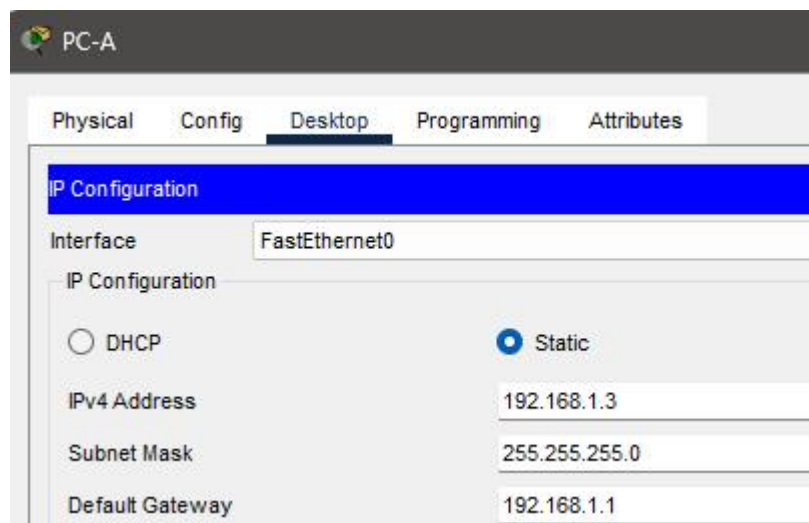 PC-A
Physical Config Desktop Programming Attributes
IP Configuration
Interface FastEthernet0
IP Configuration
DHCP Static
IPv4 Address 192.168.1.3
Subnet Mask 255.255.255.0
Default Gateway 192.168.1.1